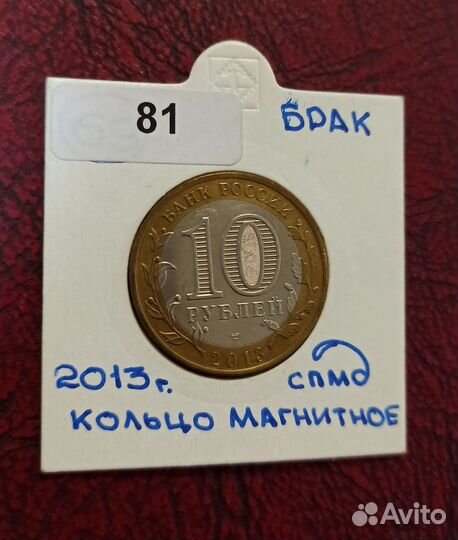 81
БРАК
БАНК РОССИИ
10
РУБЛЕЙ
2013
2013г. спмд
КОЛЬЦО МАГНИТНОЕ
Avito